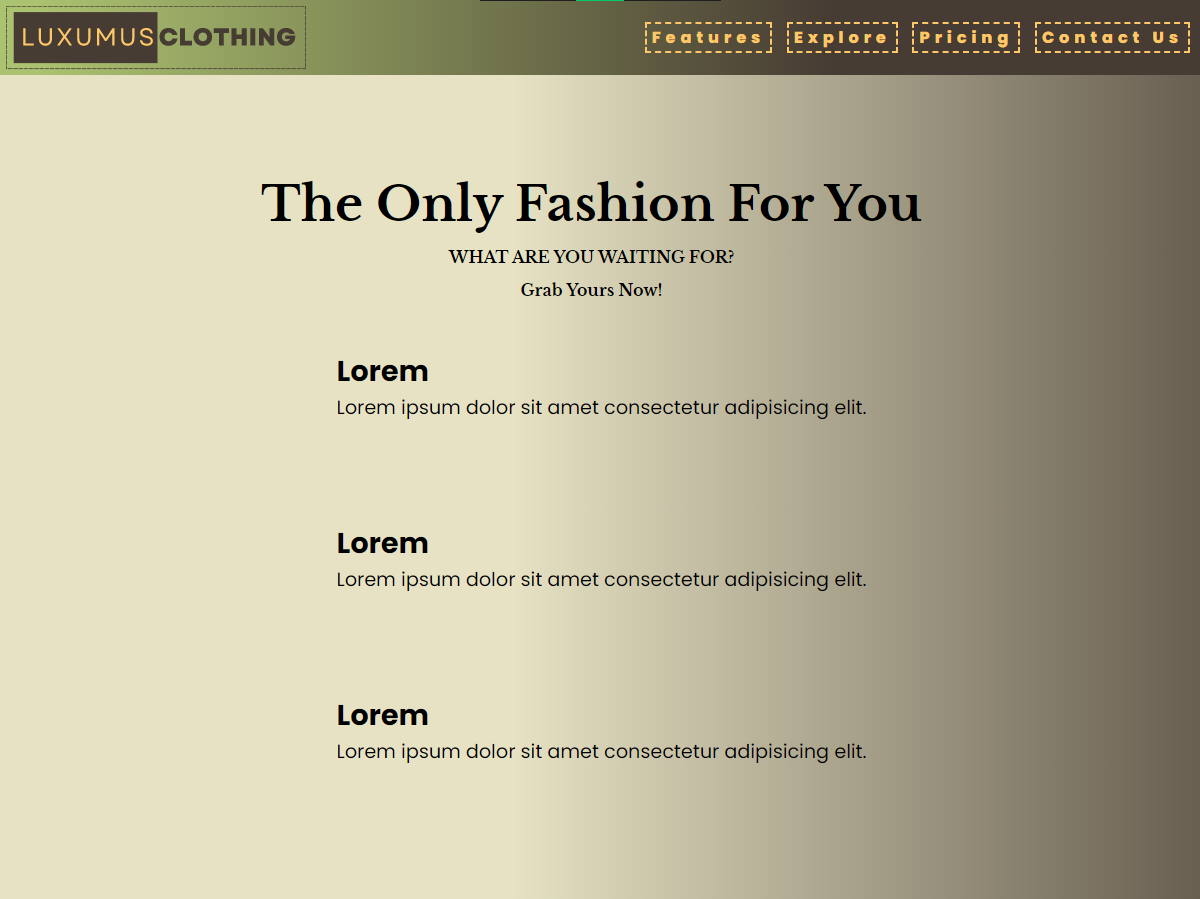 LUXUMUSCLOTHING
Features Explore Pricing Contact Us
The Only Fashion For You
WHAT ARE YOU WAITING FOR?
Grab Yours Now!
Lorem
Lorem ipsum dolor sit amet consectetur adipisicing elit.
Lorem
Lorem ipsum dolor sit amet consectetur adipisicing elit.
Lorem
Lorem ipsum dolor sit amet consectetur adipisicing elit.